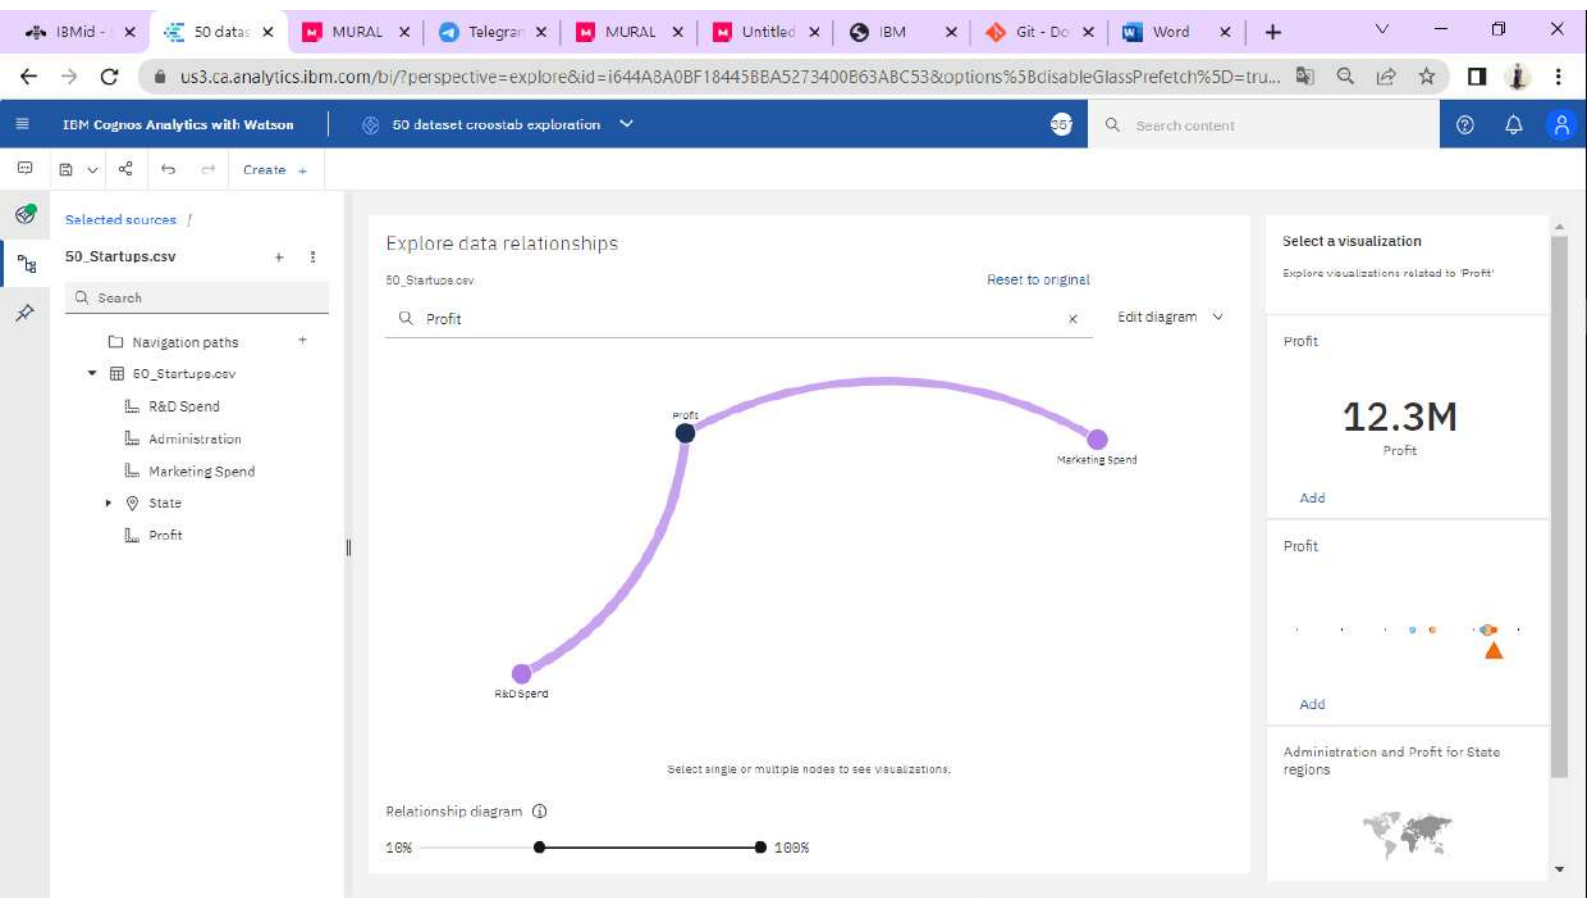 IBMid - 50 datas MURAL Telegram MURAL Untitled IBM Git - Do Word
us3.ca.analytics.ibm.com/bi/?perspective=explore&id=i644A8A0BF18445BBA5273400B63ABC53&options%5BdisableGlassPrefetch%5D=tru...
IBM Cognos Analytics with Watson
50 dataset croostab exploration
Search content
Create +
Selected sources /
50_Startups.csv
Search
Navigation paths
50_Startups.csv
R&D Spend
Administration
Marketing Spend
State
Profit
Explore data relationships
50_Startups.csv
Reset to original
Profit
Edit diagram
Profit
Marketing Spend
R&D Spend
Select single or multiple nodes to see visualizations.
Relationship diagram
10% 100%
Select a visualization
Explore visualizations related to 'Profit'
Profit
12.3M
Profit
Add
Profit
Add
Administration and Profit for State
regions